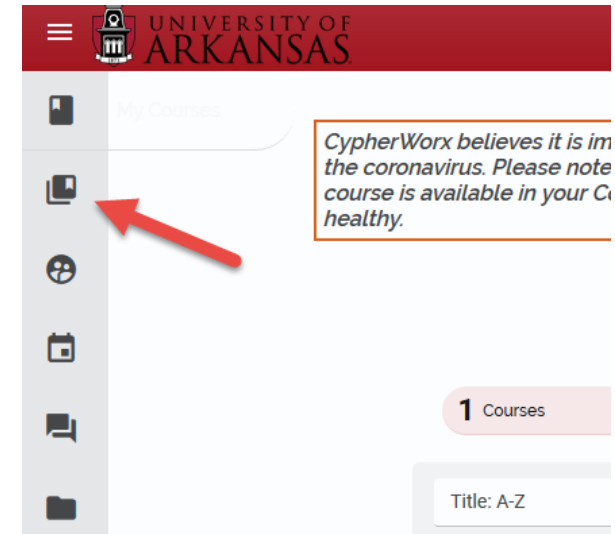 UNIVERSITY OF
ARKANSAS
My Courses
CypherWorx believes it is im
the coronavirus. Please note
course is available in your Co
healthy.
1 Courses
Title: A-Z